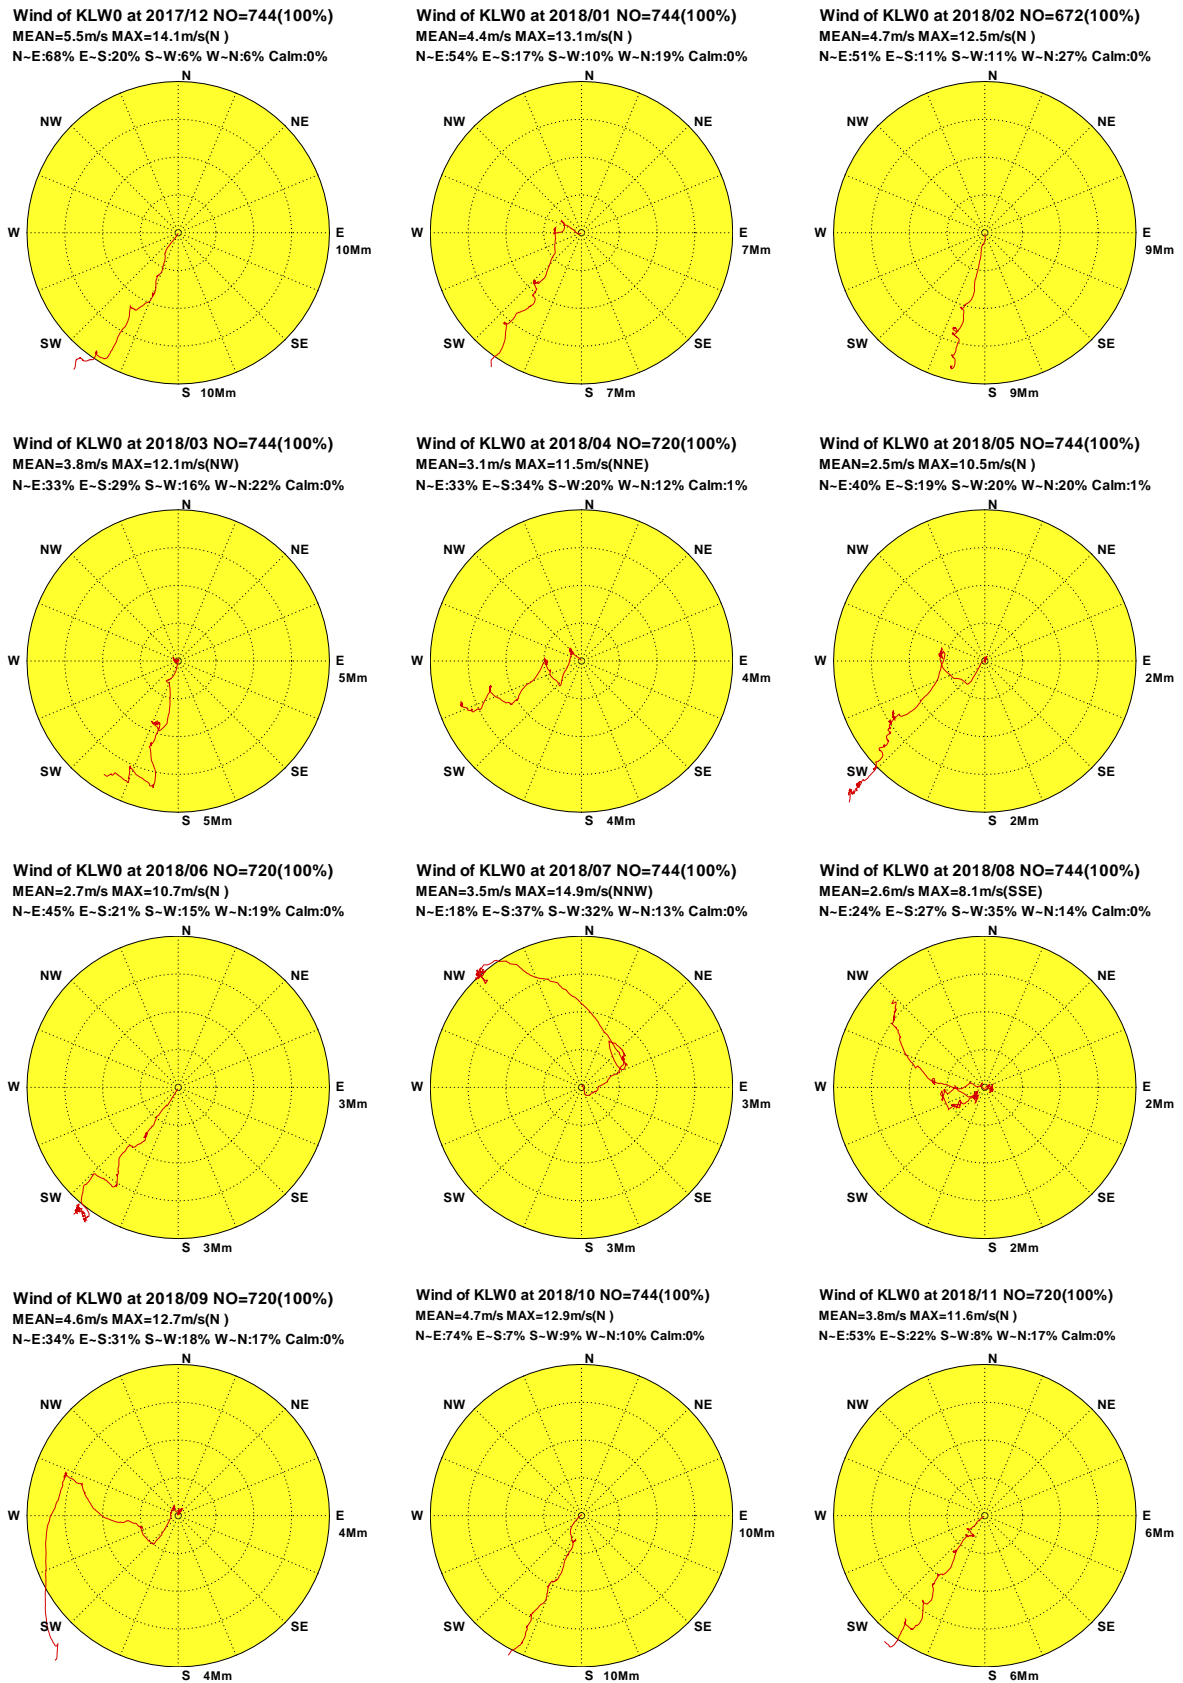 Wind of KLW0 at 2017/12 NO=744(100%)
MEAN=5.5m/s MAX=14.1m/s(N )
N~E:68% E~S:20% S~W:6% W~N:6% Calm:0%
N
NW
NE
W
E
10Mm
SW
SE
S 10Mm
Wind of KLW0 at 2018/01 NO=744(100%)
MEAN=4.4m/s MAX=13.1m/s(N )
N~E:54% E~S:17% S~W:10% W~N:19% Calm:0%
N
NW
NE
W
E
7Mm
SW
SE
S 7Mm
Wind of KLW0 at 2018/02 NO=672(100%)
MEAN=4.7m/s MAX=12.5m/s(N )
N~E:51% E~S:11% S~W:11% W~N:27% Calm:0%
N
NW
NE
W
E
9Mm
SW
SE
S 9Mm
Wind of KLW0 at 2018/03 NO=744(100%)
MEAN=3.8m/s MAX=12.1m/s(NW)
N~E:33% E~S:29% S~W:16% W~N:22% Calm:0%
N
NW
NE
W
E
5Mm
SW
SE
S 5Mm
Wind of KLW0 at 2018/04 NO=720(100%)
MEAN=3.1m/s MAX=11.5m/s(NNE)
N~E:33% E~S:34% S~W:20% W~N:12% Calm:1%
N
NW
NE
W
E
4Mm
SW
SE
S 4Mm
Wind of KLW0 at 2018/05 NO=744(100%)
MEAN=2.5m/s MAX=10.5m/s(N )
N~E:40% E~S:19% S~W:20% W~N:20% Calm:1%
N
NW
NE
W
E
2Mm
SW
SE
S 2Mm
Wind of KLW0 at 2018/06 NO=720(100%)
MEAN=2.7m/s MAX=10.7m/s(N )
N~E:45% E~S:21% S~W:15% W~N:19% Calm:0%
N
NW
NE
W
E
3Mm
SW
SE
S 3Mm
Wind of KLW0 at 2018/07 NO=744(100%)
MEAN=3.5m/s MAX=14.9m/s(NNW)
N~E:18% E~S:37% S~W:32% W~N:13% Calm:0%
N
NW
NE
W
E
3Mm
SW
SE
S 3Mm
Wind of KLW0 at 2018/08 NO=744(100%)
MEAN=2.6m/s MAX=8.1m/s(SSE)
N~E:24% E~S:27% S~W:35% W~N:14% Calm:0%
N
NW
NE
W
E
2Mm
SW
SE
S 2Mm
Wind of KLW0 at 2018/09 NO=720(100%)
MEAN=4.6m/s MAX=12.7m/s(N )
N~E:34% E~S:31% S~W:18% W~N:17% Calm:0%
N
NW
NE
W
E
4Mm
SW
SE
S 4Mm
Wind of KLW0 at 2018/10 NO=744(100%)
MEAN=4.7m/s MAX=12.9m/s(N )
N~E:74% E~S:7% S~W:9% W~N:10% Calm:0%
N
NW
NE
W
E
10Mm
SW
SE
S 10Mm
Wind of KLW0 at 2018/11 NO=720(100%)
MEAN=3.8m/s MAX=11.6m/s(N )
N~E:53% E~S:22% S~W:8% W~N:17% Calm:0%
N
NW
NE
W
E
6Mm
SW
SE
S 6Mm